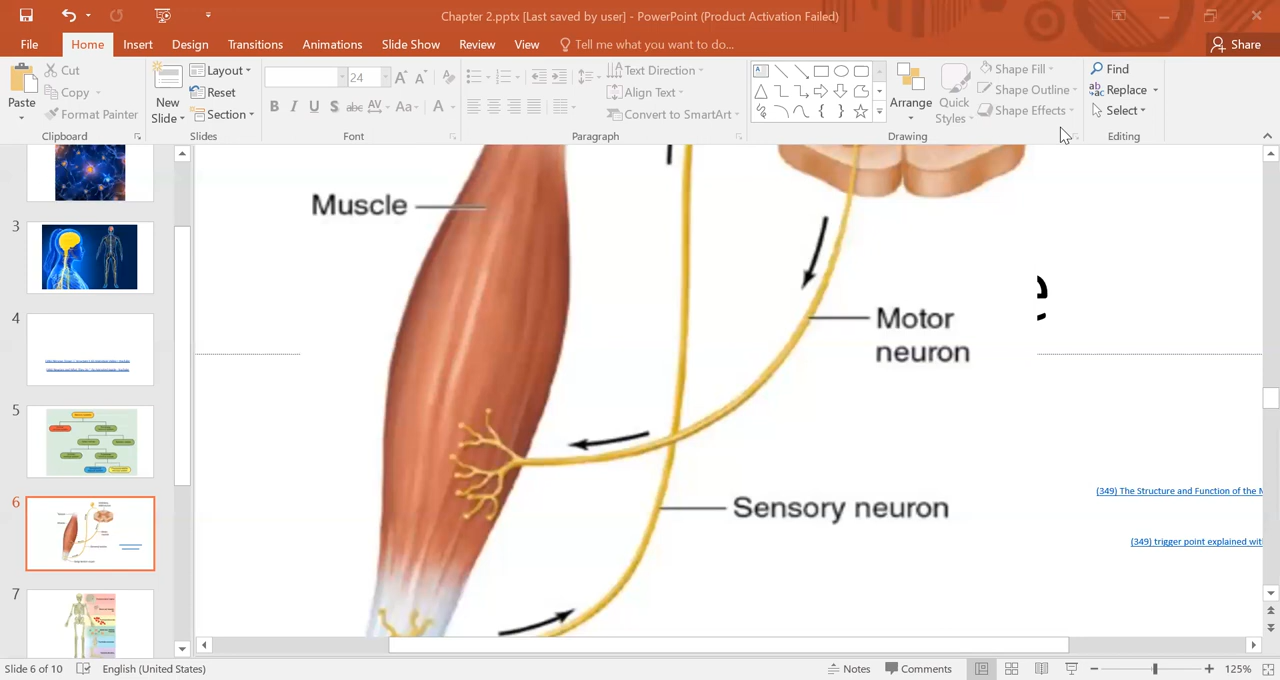 Chapter 2.pptx [Last saved by user] - PowerPoint (Product Activation Failed)
File Home Insert Design Transitions Animations Slide Show Review View Tell me what you want to do... Share
Paste
Cut
Copy
Format Painter
Clipboard
New
Slide
Layout
Reset
Section
Slides
24
B I U S abc AV Aa A
Font
Text Direction
Align Text
Convert to SmartArt
Paragraph
Arrange
Quick
Styles
Shape Fill
Shape Outline
Shape Effects
Drawing
Find
Replace
Select
Editing
3
4
5
6
7
Muscle
Motor
neuron
e
Sensory neuron
(349) The Structure and Function of the
(349) trigger point explained wit
Slide 6 of 10 English (United States) Notes Comments 125%